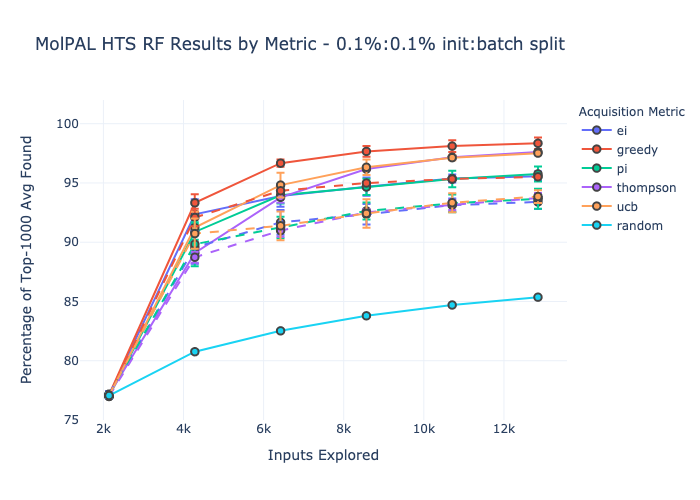 MolPAL HTS RF Results by Metric - 0.1%:0.1% init:batch split
Percentage of Top-1000 Avg Found
100
95
90
85
80
75
2k
4k
6k
8k
10k
12k
Inputs Explored
Acquisition Metric
ei
greedy
pi
thompson
ucb
random